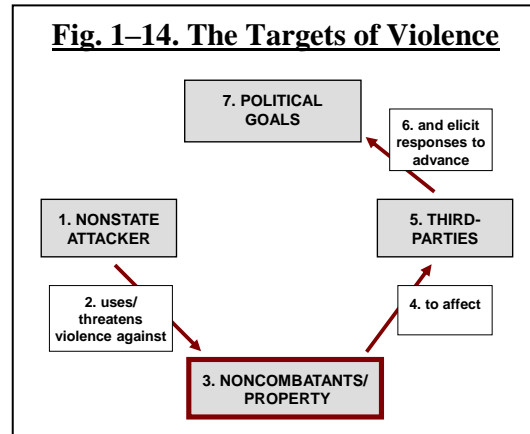 Fig. 1–14. The Targets of Violence
7. POLITICAL
GOALS
6. and elicit
responses to
advance
1. NONSTATE
ATTACKER
5. THIRD-
PARTIES
2. uses/
threatens
violence against
4. to affect
3. NONCOMBATANTS/
PROPERTY